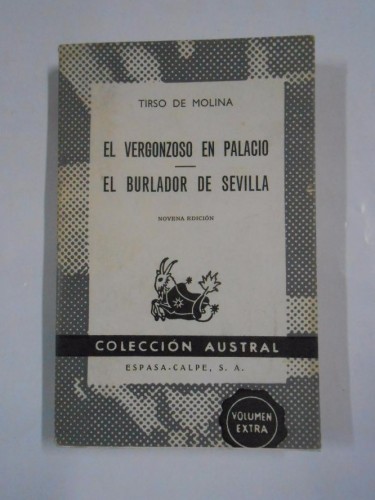 TIRSO DE MOLINA
EL VERGONZOSO EN PALACIO
EL BURLADOR DE SEVILLA
NOVENA EDICIÓN
COLECCIÓN AUSTRAL
ESPASA-CALPE, S. A.
VOLUMEN
EXTRA